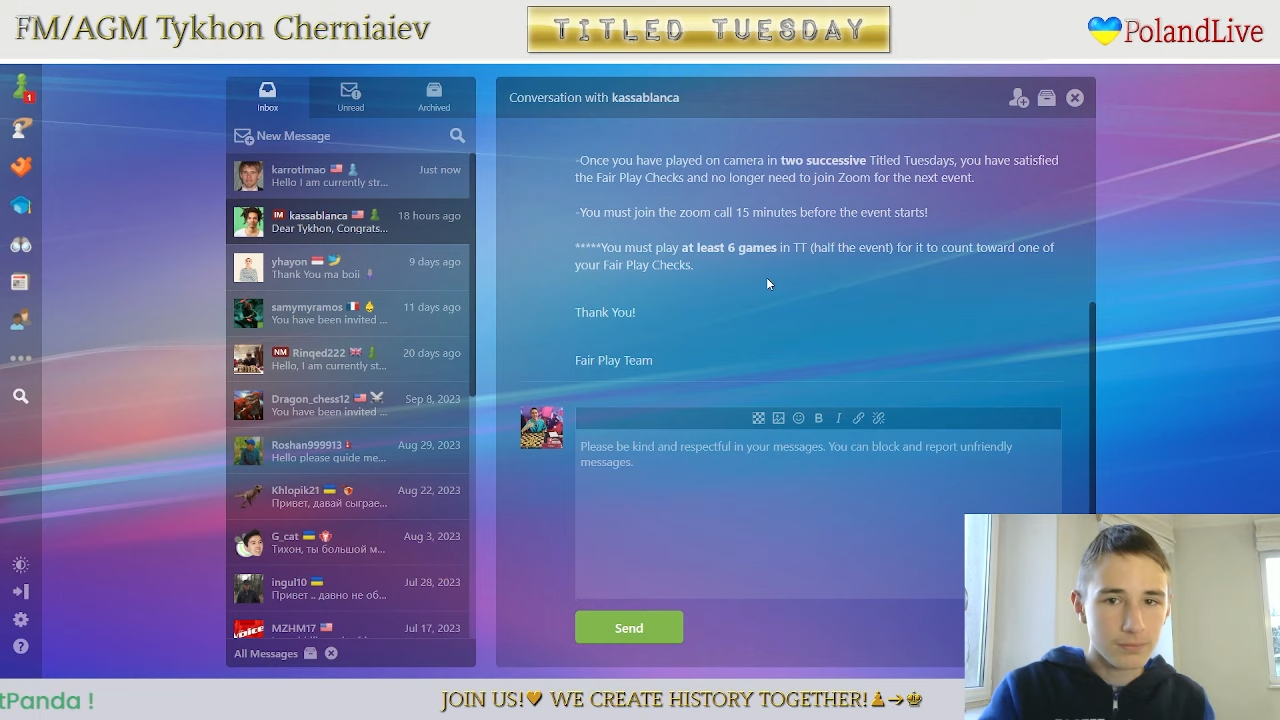 FM/AGM Tykhon Cherniaiev
TITLED TUESDAY
PolandLive
1
Inbox
Unread
Archived
New Message
karrotlmao
Just now
Hello I am currently str...
IM kassablanca
18 hours ago
Dear Tykhon, Congrats...
yhayon
9 days ago
Thank You ma boii
samymyramos
11 days ago
You have been invited ...
NM Rinqed222
20 days ago
Hello, I am currently st...
Dragon_chess12
Sep 8, 2023
You have been invited ...
Roshan999913
Aug 29, 2023
Hello please guide me...
Khlopik21
Aug 22, 2023
Привет, давай сыграе...
G_cat
Aug 3, 2023
Тихон, ты большой м...
ingul10
Jul 28, 2023
Привет .. давно не об...
MZHM17
Jul 17, 2023
voice
All Messages
Conversation with kassablanca
-Once you have played on camera in two successive Titled Tuesdays, you have satisfied
the Fair Play Checks and no longer need to join Zoom for the next event.
-You must join the zoom call 15 minutes before the event starts!
*****You must play at least 6 games in TT (half the event) for it to count toward one of
your Fair Play Checks.
Thank You!
Fair Play Team
B I
Please be kind and respectful in your messages. You can block and report unfriendly
messages.
Send
tPanda !
JOIN US! WE CREATE HISTORY TOGETHER!